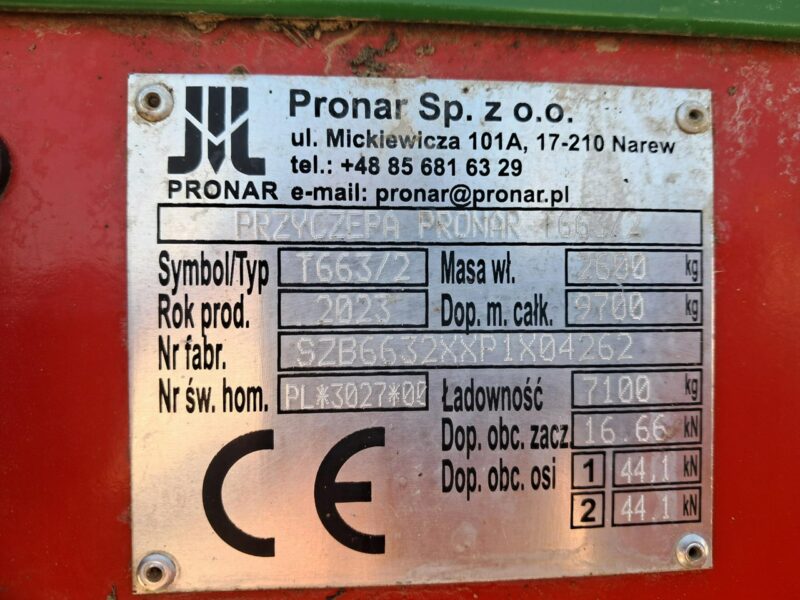 Pronar Sp. z o.o.
ul. Mickiewicza 101A, 17-210 Narew
tel.: +48 85 681 63 29
PRONAR e-mail: pronar@pronar.pl
PRZYCZEPA PRONAR T663/2
Symbol/Typ T663/2 Masa wł. 2600 kg
Rok prod. 2023 Dop. m. całk. 9700 kg
Nr fabr. SZB6632XXP1X04262
Nr św. hom. PL*3027*00 Ładowność 7100 kg
Dop. obc. zacz. 16.66 kN
Dop. obc. osi 1 44,1 kN
2 44.1 kN
CE